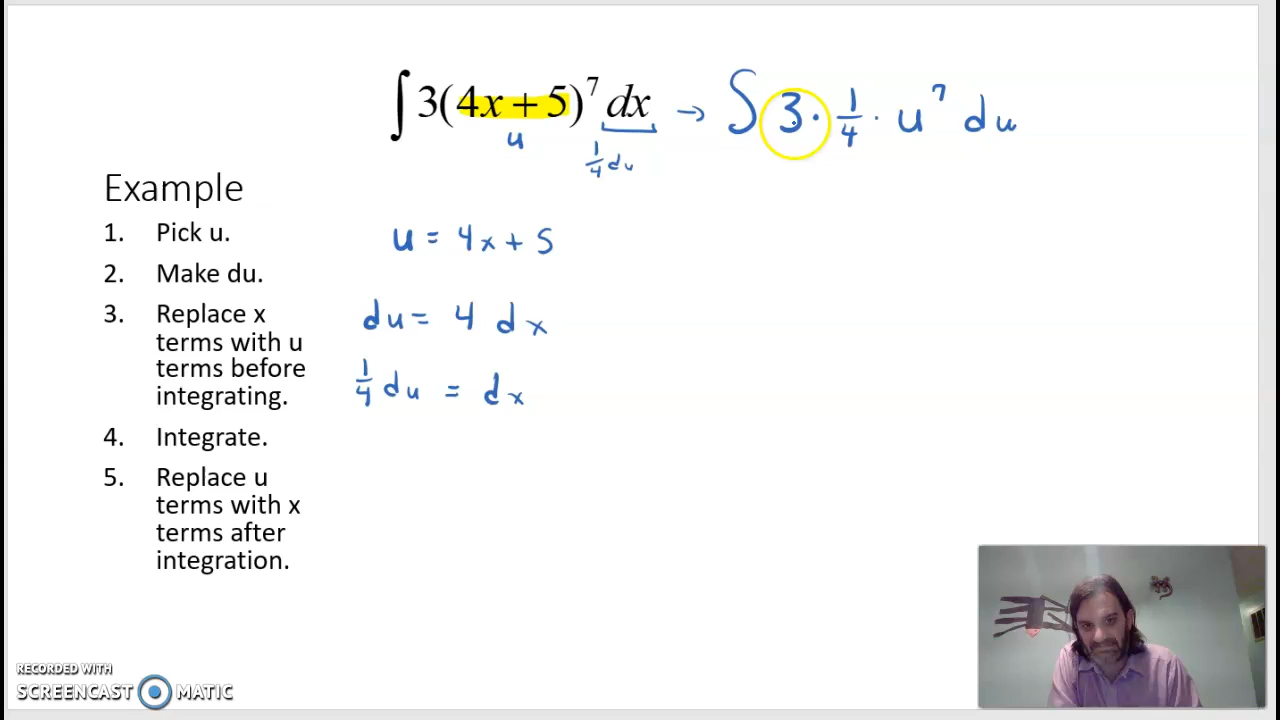 ∫ 3(4x + 5)⁷ dx → ∫ 3 · 1/4 · u⁷ du
u
1/4 du
Example
1. Pick u.
2. Make du.
3. Replace x
terms with u
terms before
integrating.
4. Integrate.
5. Replace u
terms with x
terms after
integration.
u = 4x + 5
du = 4 dx
1/4 du = dx
RECORDED WITH
SCREENCAST MATIC